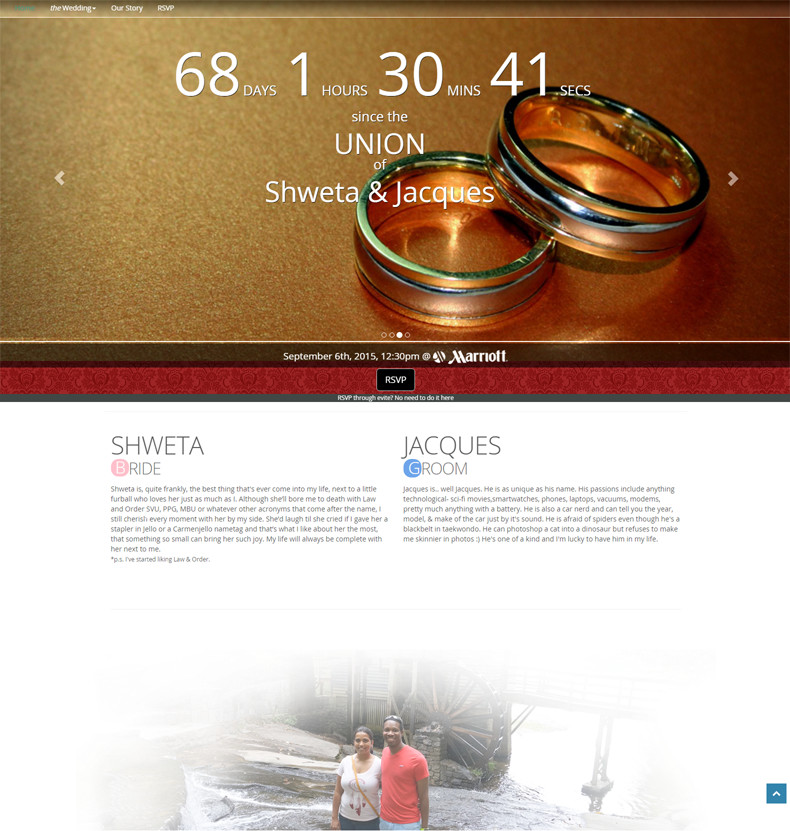 the Wedding Our Story RSVP
68 DAYS 1 HOURS 30 MINS 41 SECS
since the
UNION
of
Shweta & Jacques
September 6th, 2015, 12:30pm @ Marriott
RSVP
RSVP through evite? No need to do it here
SHWETA
BRIDE
Shweta is, quite frankly, the best thing that's ever come into my life, next to a little
furball who loves her just as much as I. Although she'll bore me to death with Law
and Order SVU, PPG, MBU or whatever other acronyms that come after the name, I
still cherish every moment with her by my side. She'd laugh til she cried if I gave her a
stapler in Jello or a Carmenjello nametag and that's what I like about her the most,
that something so small can bring her such joy. My life will always be complete with
her next to me.
*p.s. I've started liking Law & Order.
JACQUES
GROOM
Jacques is.. well Jacques. He is as unique as his name. His passions include anything
technological- sci-fi movies,smartwatches, phones, laptops, vacuums, modems,
pretty much anything with a battery. He is also a car nerd and can tell you the year,
model, & make of the car just by it's sound. He is afraid of spiders even though he's a
blackbelt in taekwondo. He can photoshop a cat into a dinosaur but refuses to make
me skinnier in photos :) He's one of a kind and I'm lucky to have him in my life.